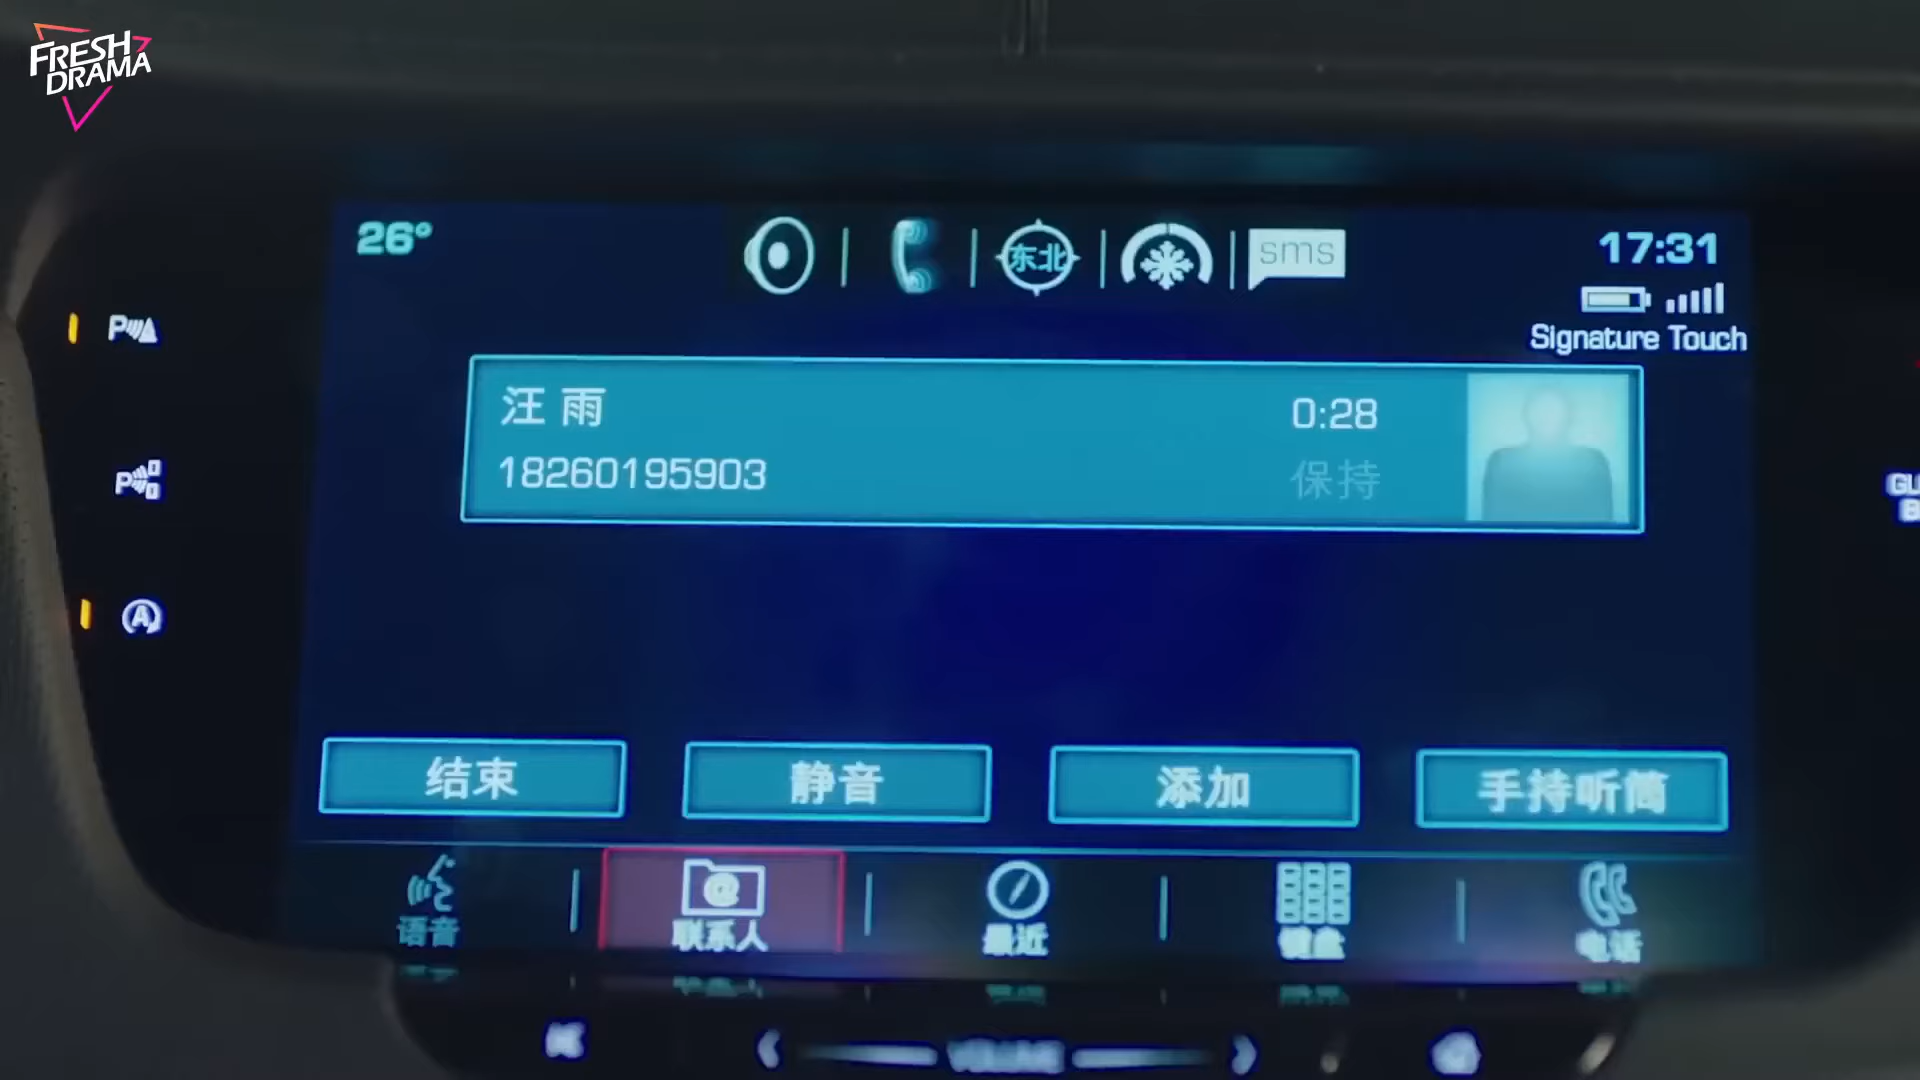 FRESH
DRAMA
26°
东北
sms
17:31
Signature Touch
汪雨
0:28
18260195903
保持
结束
静音
添加
手持听筒
语音
联系人
最近
键盘
电话
P
P
A
VOLUME